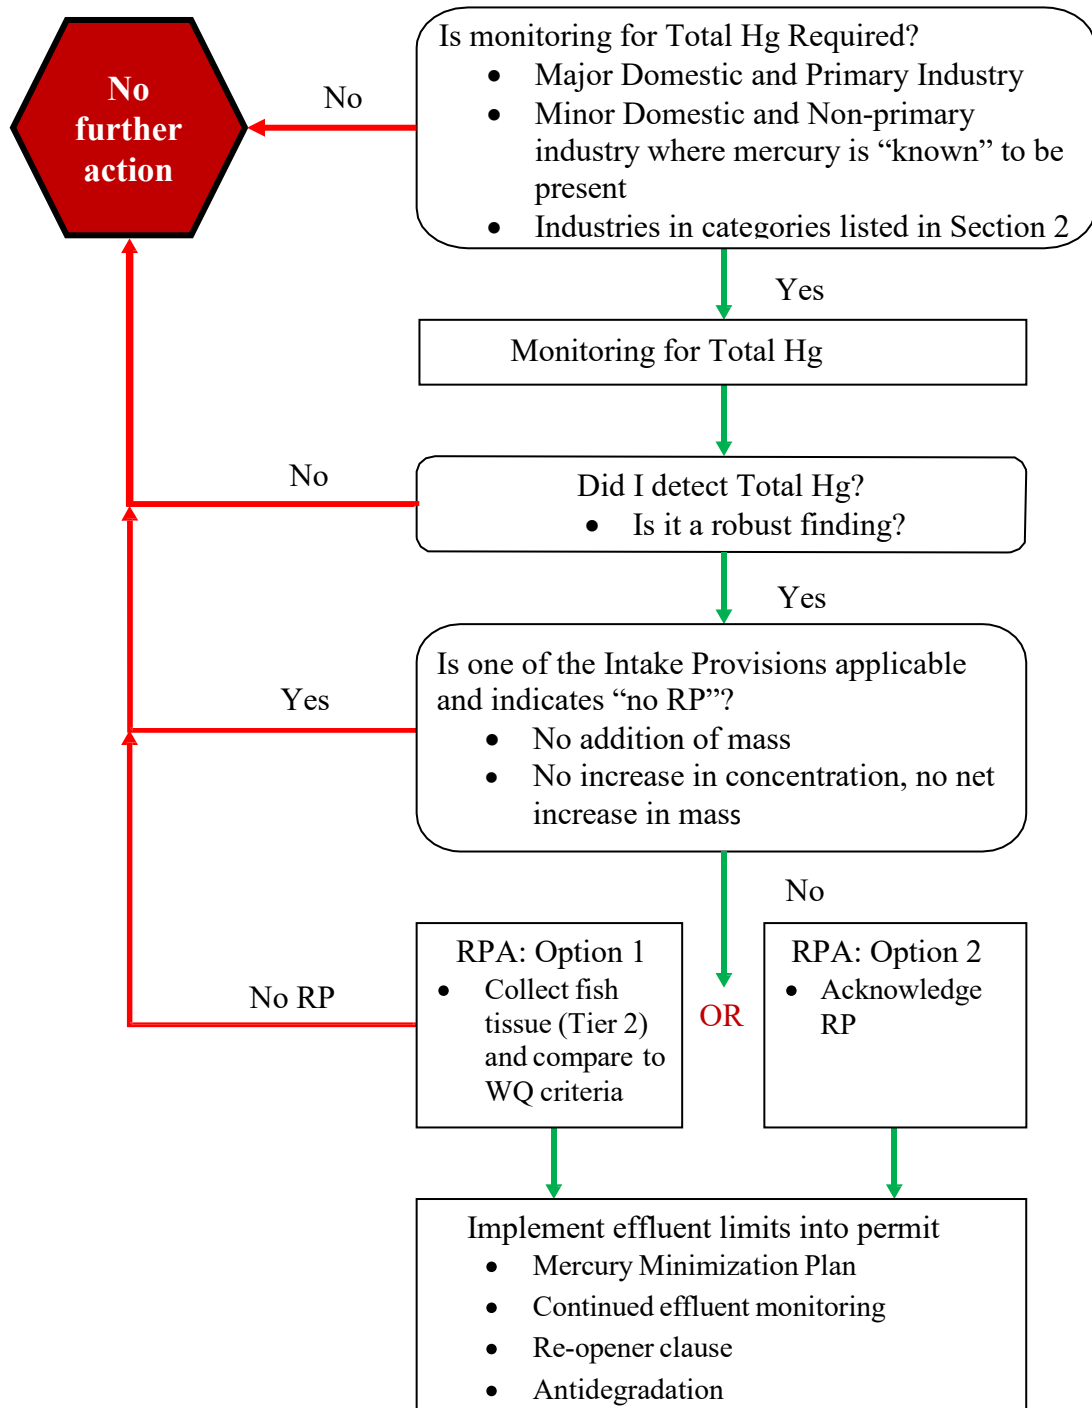 No
further
action
No
Is monitoring for Total Hg Required?
• Major Domestic and Primary Industry
• Minor Domestic and Non-primary
industry where mercury is “known” to be
present
• Industries in categories listed in Section 2
Yes
Monitoring for Total Hg
No
Did I detect Total Hg?
• Is it a robust finding?
Yes
Yes
Is one of the Intake Provisions applicable
and indicates “no RP”?
• No addition of mass
• No increase in concentration, no net
increase in mass
No
No RP
RPA: Option 1
• Collect fish
tissue (Tier 2)
and compare to
WQ criteria
OR
RPA: Option 2
• Acknowledge
RP
Implement effluent limits into permit
• Mercury Minimization Plan
• Continued effluent monitoring
• Re-opener clause
• Antidegradation